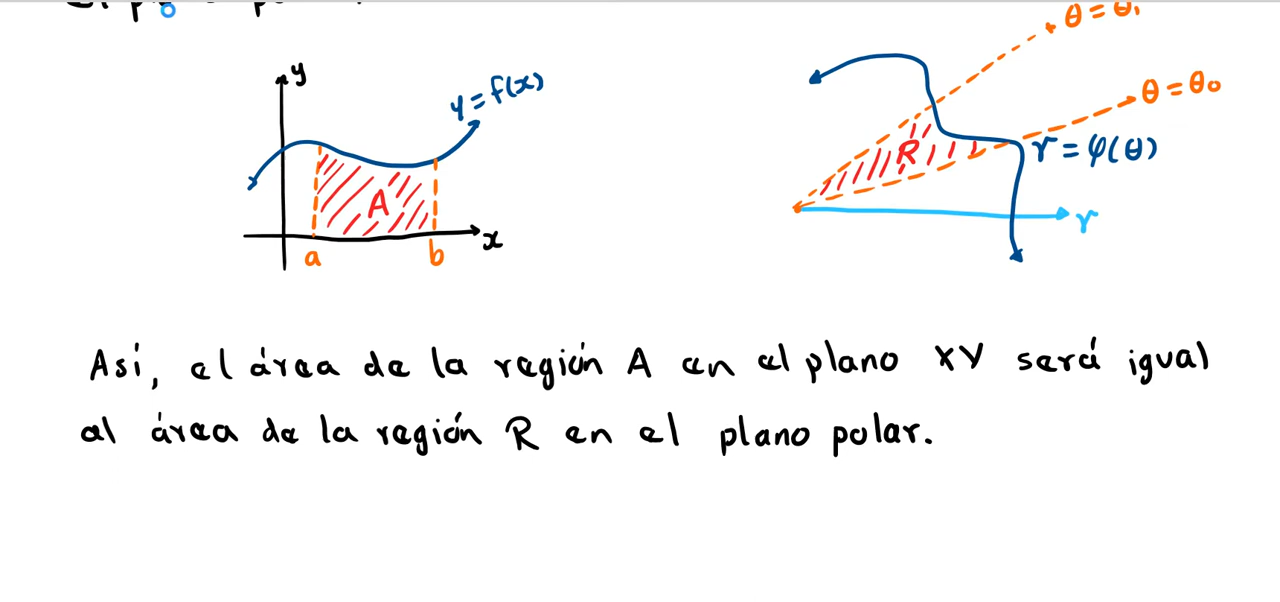 y
y = f(x)
A
a
b
x
θ = θ₁
θ = θ₀
R
r = φ(θ)
r
Así, el área de la región A en el plano XY será igual
al área de la región R en el plano polar.